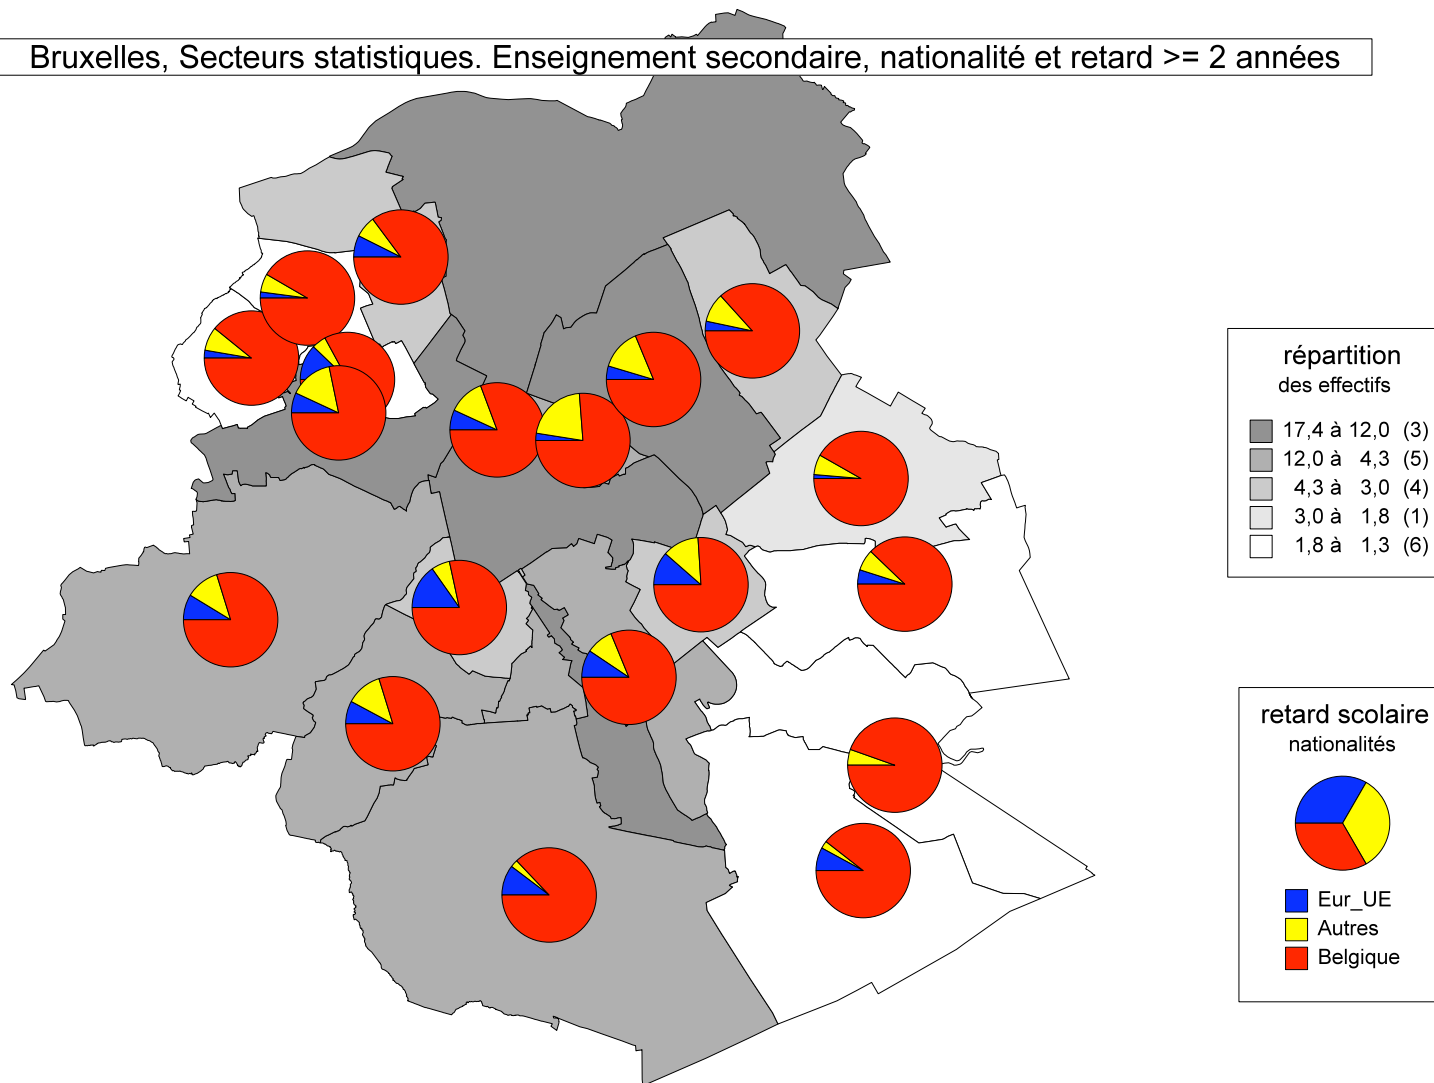 Bruxelles, Secteurs statistiques. Enseignement secondaire, nationalité et retard >= 2 années
répartition
des effectifs
17,4 à 12,0 (3)
12,0 à 4,3 (5)
4,3 à 3,0 (4)
3,0 à 1,8 (1)
1,8 à 1,3 (6)
retard scolaire
nationalités
Eur_UE
Autres
Belgique